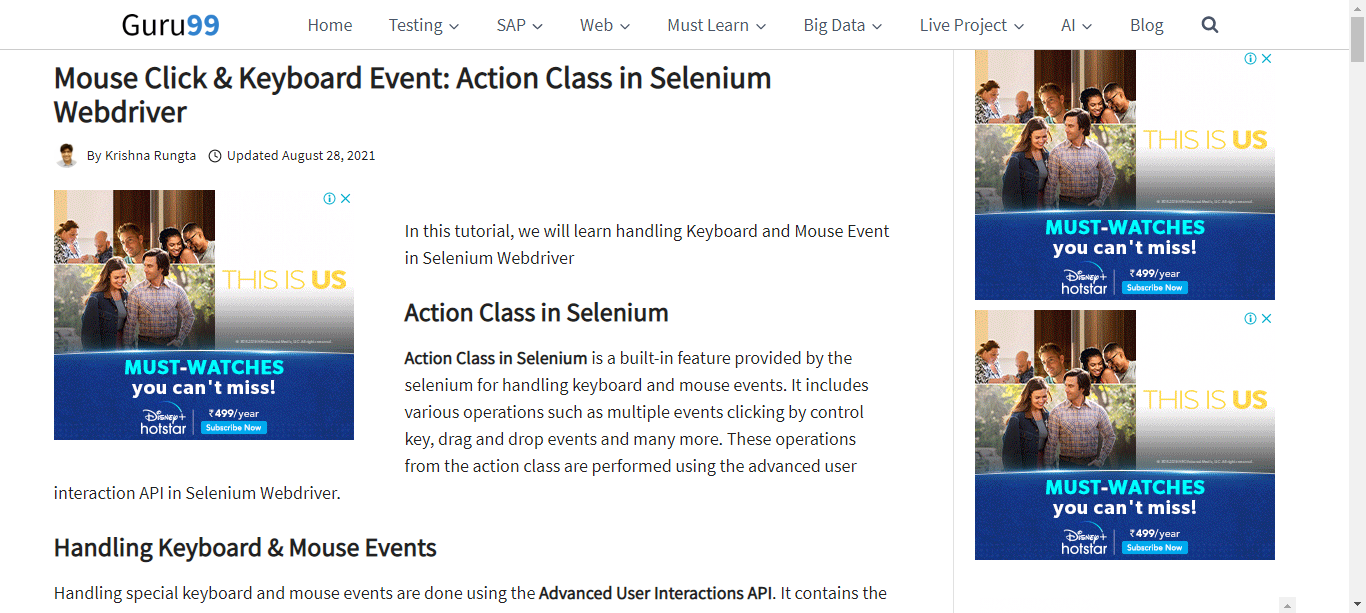 Guru99
Home Testing SAP Web Must Learn Big Data Live Project AI Blog
Mouse Click & Keyboard Event: Action Class in Selenium
Webdriver
By Krishna Rungta Updated August 28, 2021
THIS IS US
MUST-WATCHES
you can't miss!
Disney+
hotstar
₹499/year
Subscribe Now
In this tutorial, we will learn handling Keyboard and Mouse Event
in Selenium Webdriver
Action Class in Selenium
Action Class in Selenium is a built-in feature provided by the
selenium for handling keyboard and mouse events. It includes
various operations such as multiple events clicking by control
key, drag and drop events and many more. These operations
from the action class are performed using the advanced user
interaction API in Selenium Webdriver.
Handling Keyboard & Mouse Events
Handling special keyboard and mouse events are done using the Advanced User Interactions API. It contains the
THIS IS US
MUST-WATCHES
you can't miss!
Disney+
hotstar
₹499/year
Subscribe Now
THIS IS US
MUST-WATCHES
you can't miss!
Disney+
hotstar
₹499/year
Subscribe Now